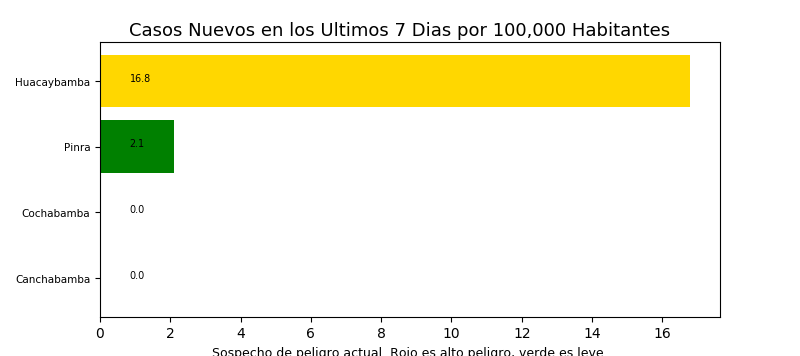 Casos Nuevos en los Ultimos 7 Dias por 100,000 Habitantes
Huacaybamba 16.8
Pinra 2.1
Cochabamba 0.0
Canchabamba 0.0
0 2 4 6 8 10 12 14 16
Sospecho de peligro actual. Rojo es alto peligro, verde es leve